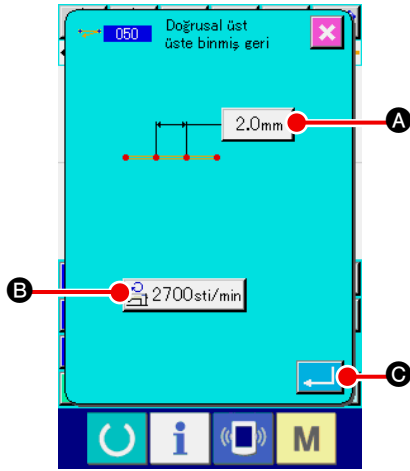 050
Doğrusal üst
üste binmiş geri
2.0mm
A
B
2700sti/min
C
i
M